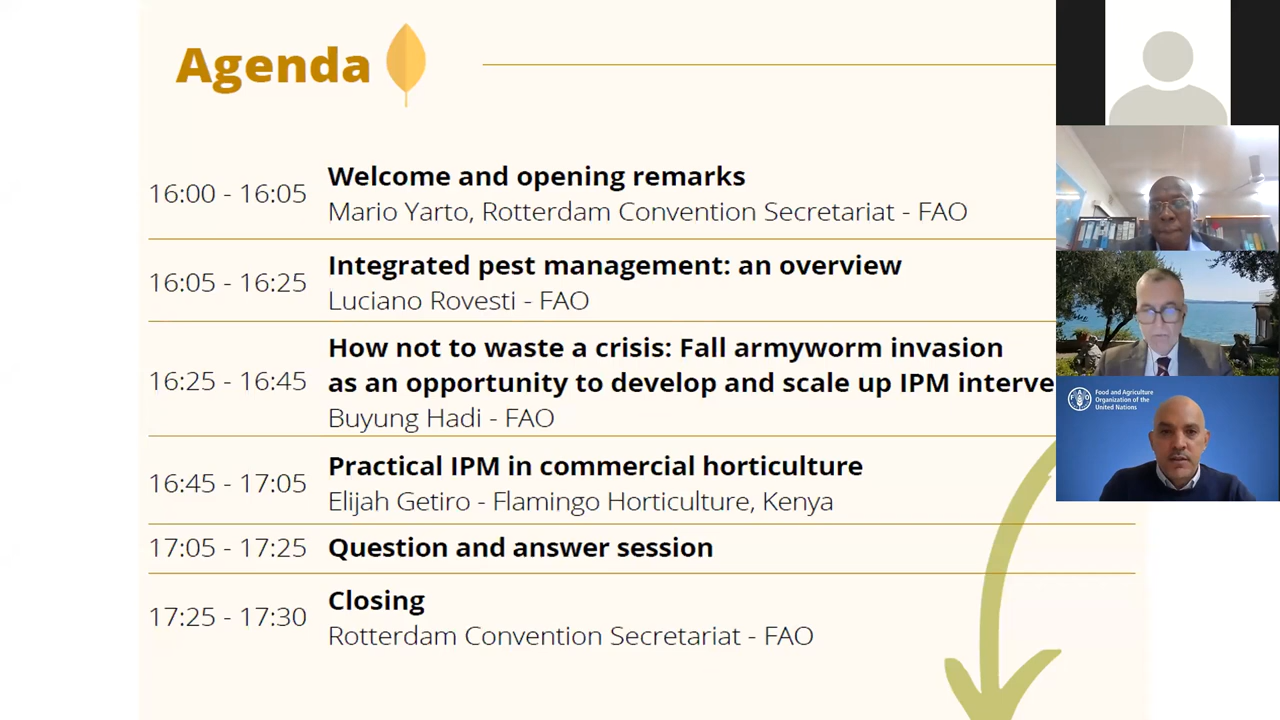 Agenda
16:00 - 16:05
Welcome and opening remarks
Mario Yarto, Rotterdam Convention Secretariat - FAO
16:05 - 16:25
Integrated pest management: an overview
Luciano Rovesti - FAO
16:25 - 16:45
How not to waste a crisis: Fall armyworm invasion
as an opportunity to develop and scale up IPM interve
Buyung Hadi - FAO
16:45 - 17:05
Practical IPM in commercial horticulture
Elijah Getiro - Flamingo Horticulture, Kenya
17:05 - 17:25
Question and answer session
17:25 - 17:30
Closing
Rotterdam Convention Secretariat - FAO
Food and Agriculture
Organization of the
United Nations